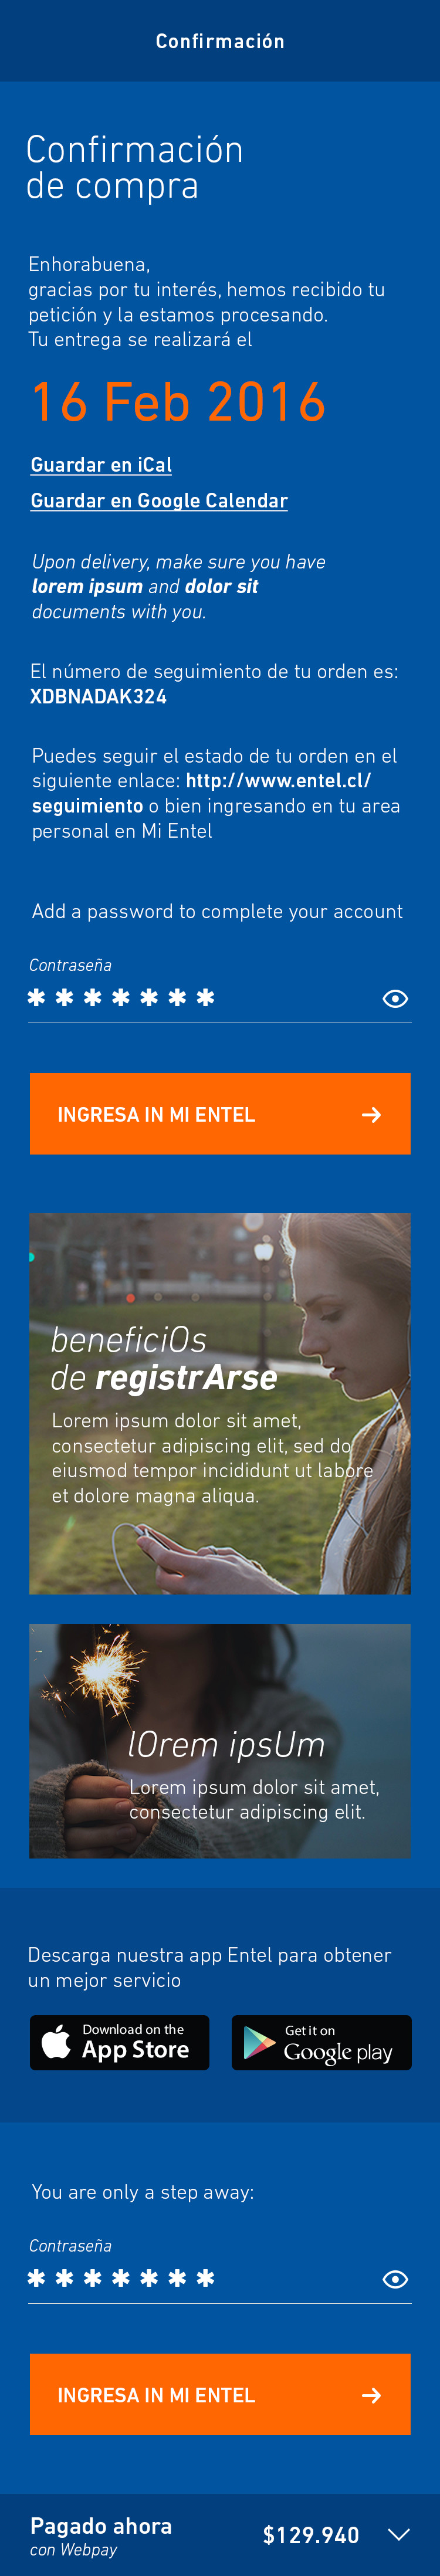 Confirmación
Confirmación
de compra
Enhorabuena,
gracias por tu interés, hemos recibido tu
petición y la estamos procesando.
Tu entrega se realizará el
16 Feb 2016
Guardar en iCal
Guardar en Google Calendar
Upon delivery, make sure you have
lorem ipsum and dolor sit
documents with you.
El número de seguimiento de tu orden es:
XDBNADAK324
Puedes seguir el estado de tu orden en el
siguiente enlace: http://www.entel.cl/
seguimiento o bien ingresando en tu area
personal en Mi Entel
Add a password to complete your account
Contraseña
* * * * * * *
INGRESA IN MI ENTEL
beneficiOs
de registrArse
Lorem ipsum dolor sit amet,
consectetur adipiscing elit, sed do
eiusmod tempor incididunt ut labore
et dolore magna aliqua.
lOrem ipsUm
Lorem ipsum dolor sit amet,
consectetur adipiscing elit.
Descarga nuestra app Entel para obtener
un mejor servicio
Download on the
App Store
Get it on
Google play
You are only a step away:
Contraseña
* * * * * * *
INGRESA IN MI ENTEL
Pagado ahora
con Webpay
$129.940